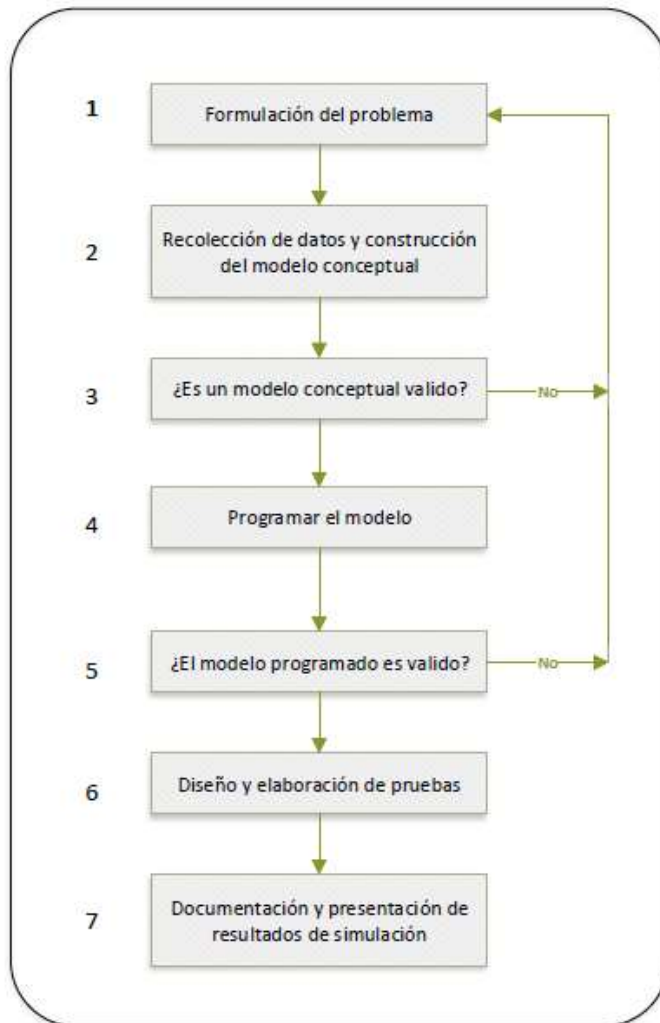 1
Formulación del problema
2
Recolección de datos y construcción
del modelo conceptual
3
¿Es un modelo conceptual valido?
No
4
Programar el modelo
5
¿El modelo programado es valido?
No
6
Diseño y elaboración de pruebas
7
Documentación y presentación de
resultados de simulación